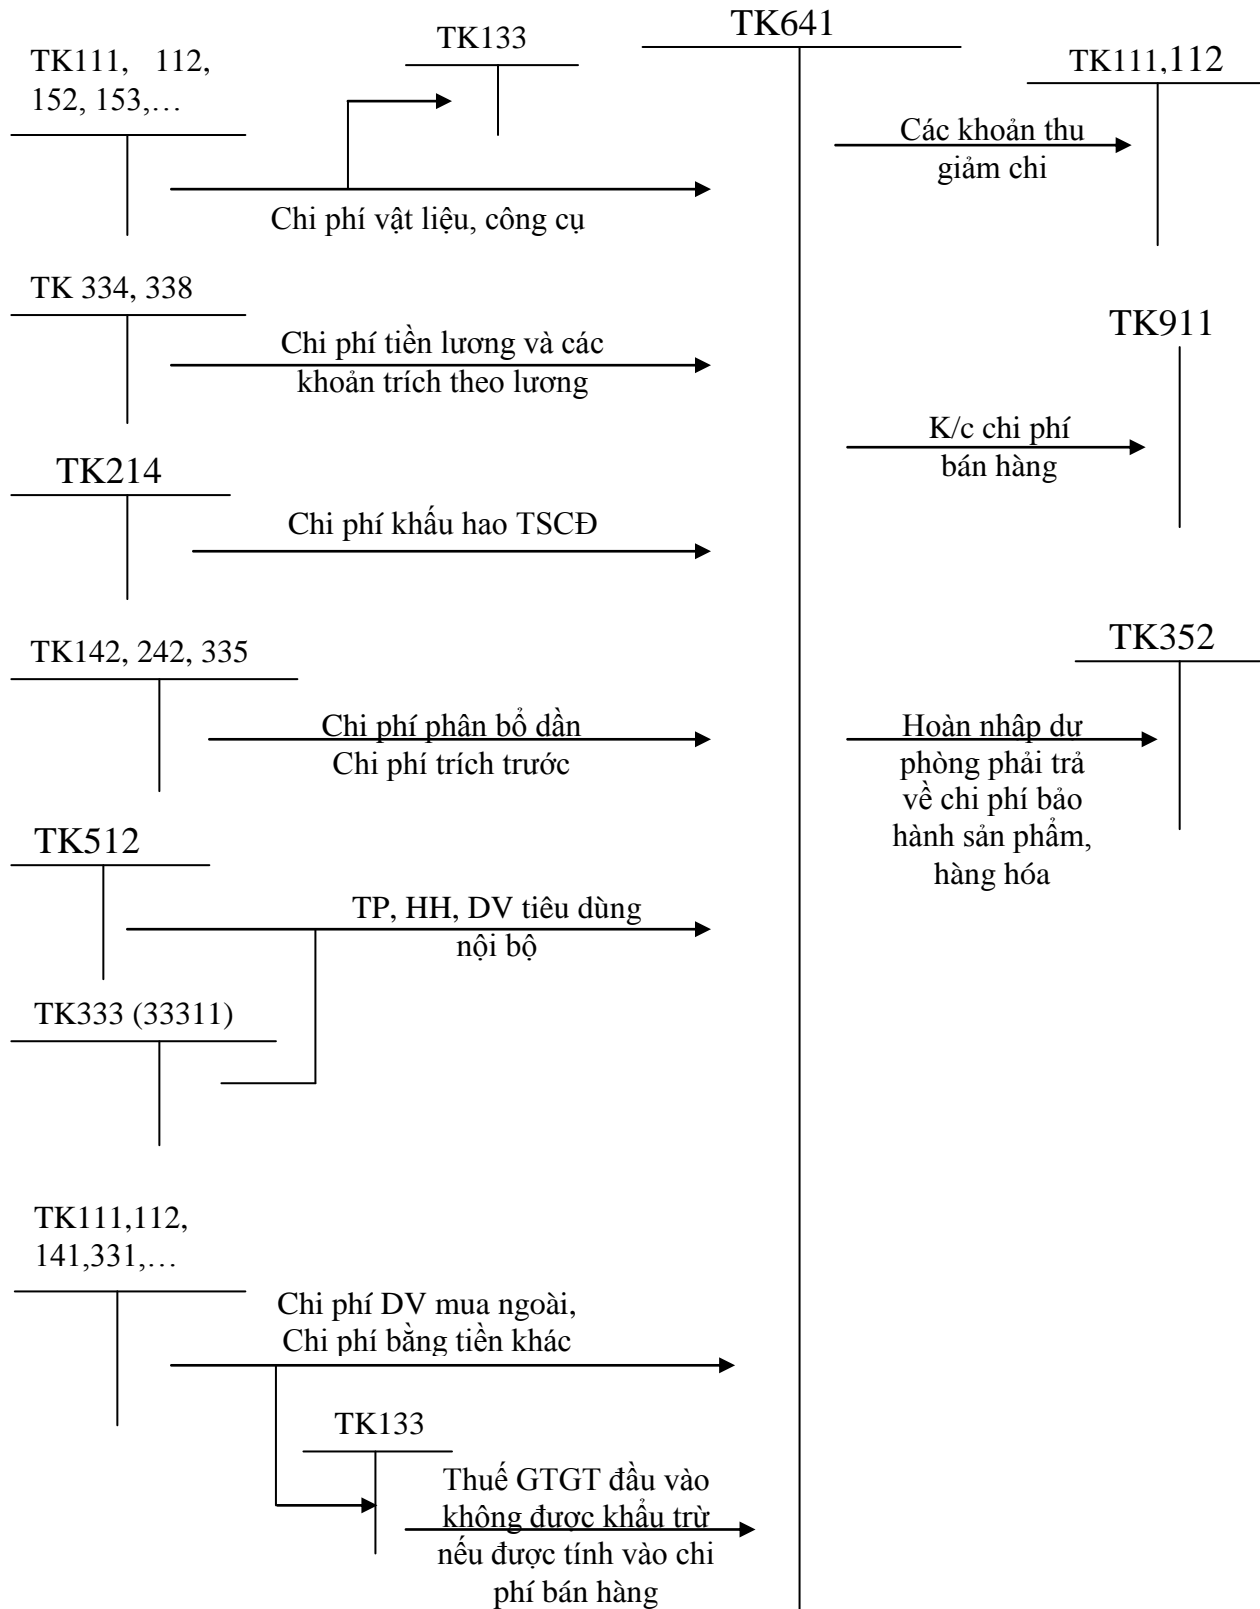 TK641
TK133
TK111, 112,
152, 153,…
Chi phí vật liệu, công cụ
TK 334, 338
Chi phí tiền lương và các
khoản trích theo lương
TK214
Chi phí khấu hao TSCĐ
TK142, 242, 335
Chi phí phân bổ dần
Chi phí trích trước
TK512
TP, HH, DV tiêu dùng
nội bộ
TK333 (33311)
TK111,112,
141,331,…
Chi phí DV mua ngoài,
Chi phí bằng tiền khác
TK133
Thuế GTGT đầu vào
không được khấu trừ
nếu được tính vào chi
phí bán hàng
TK111,112
Các khoản thu
giảm chi
TK911
K/c chi phí
bán hàng
TK352
Hoàn nhập dự
phòng phải trả
về chi phí bảo
hành sản phẩm,
hàng hóa